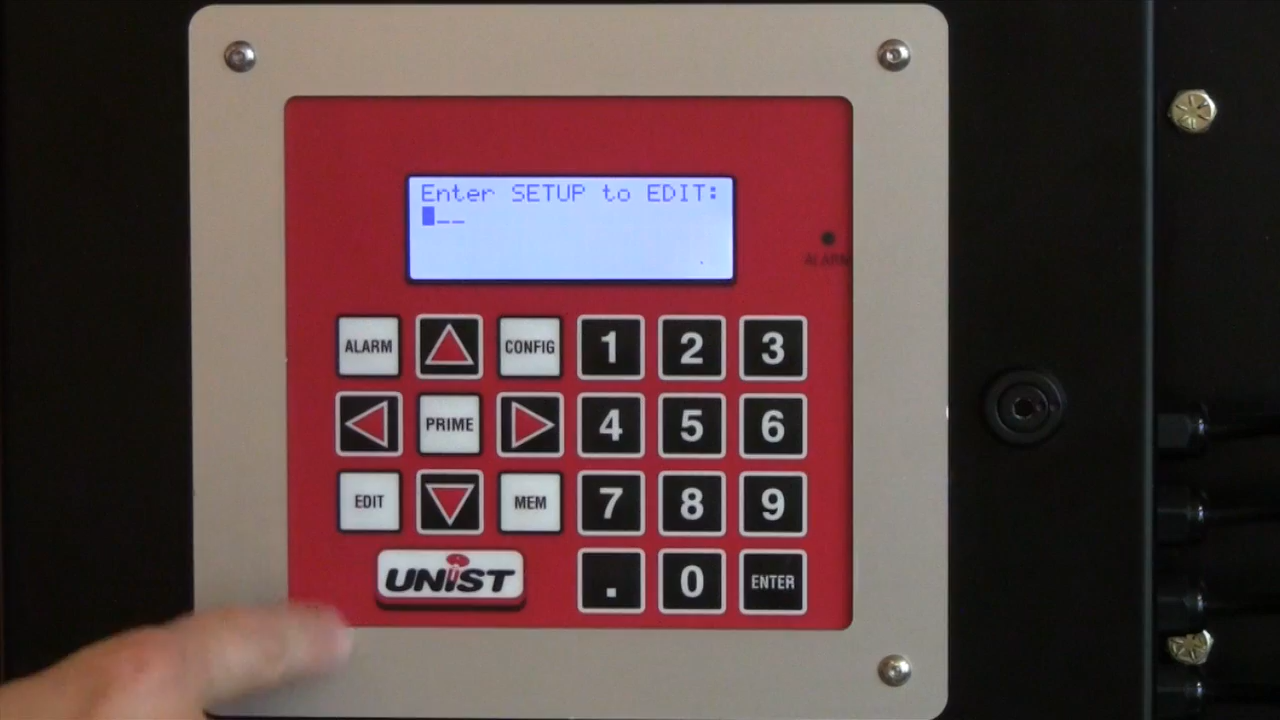 Enter SETUP to EDIT:
ALARM
ALARM
CONFIG
1
2
3
PRIME
4
5
6
EDIT
MEM
7
8
9
UNIST
.
0
ENTER